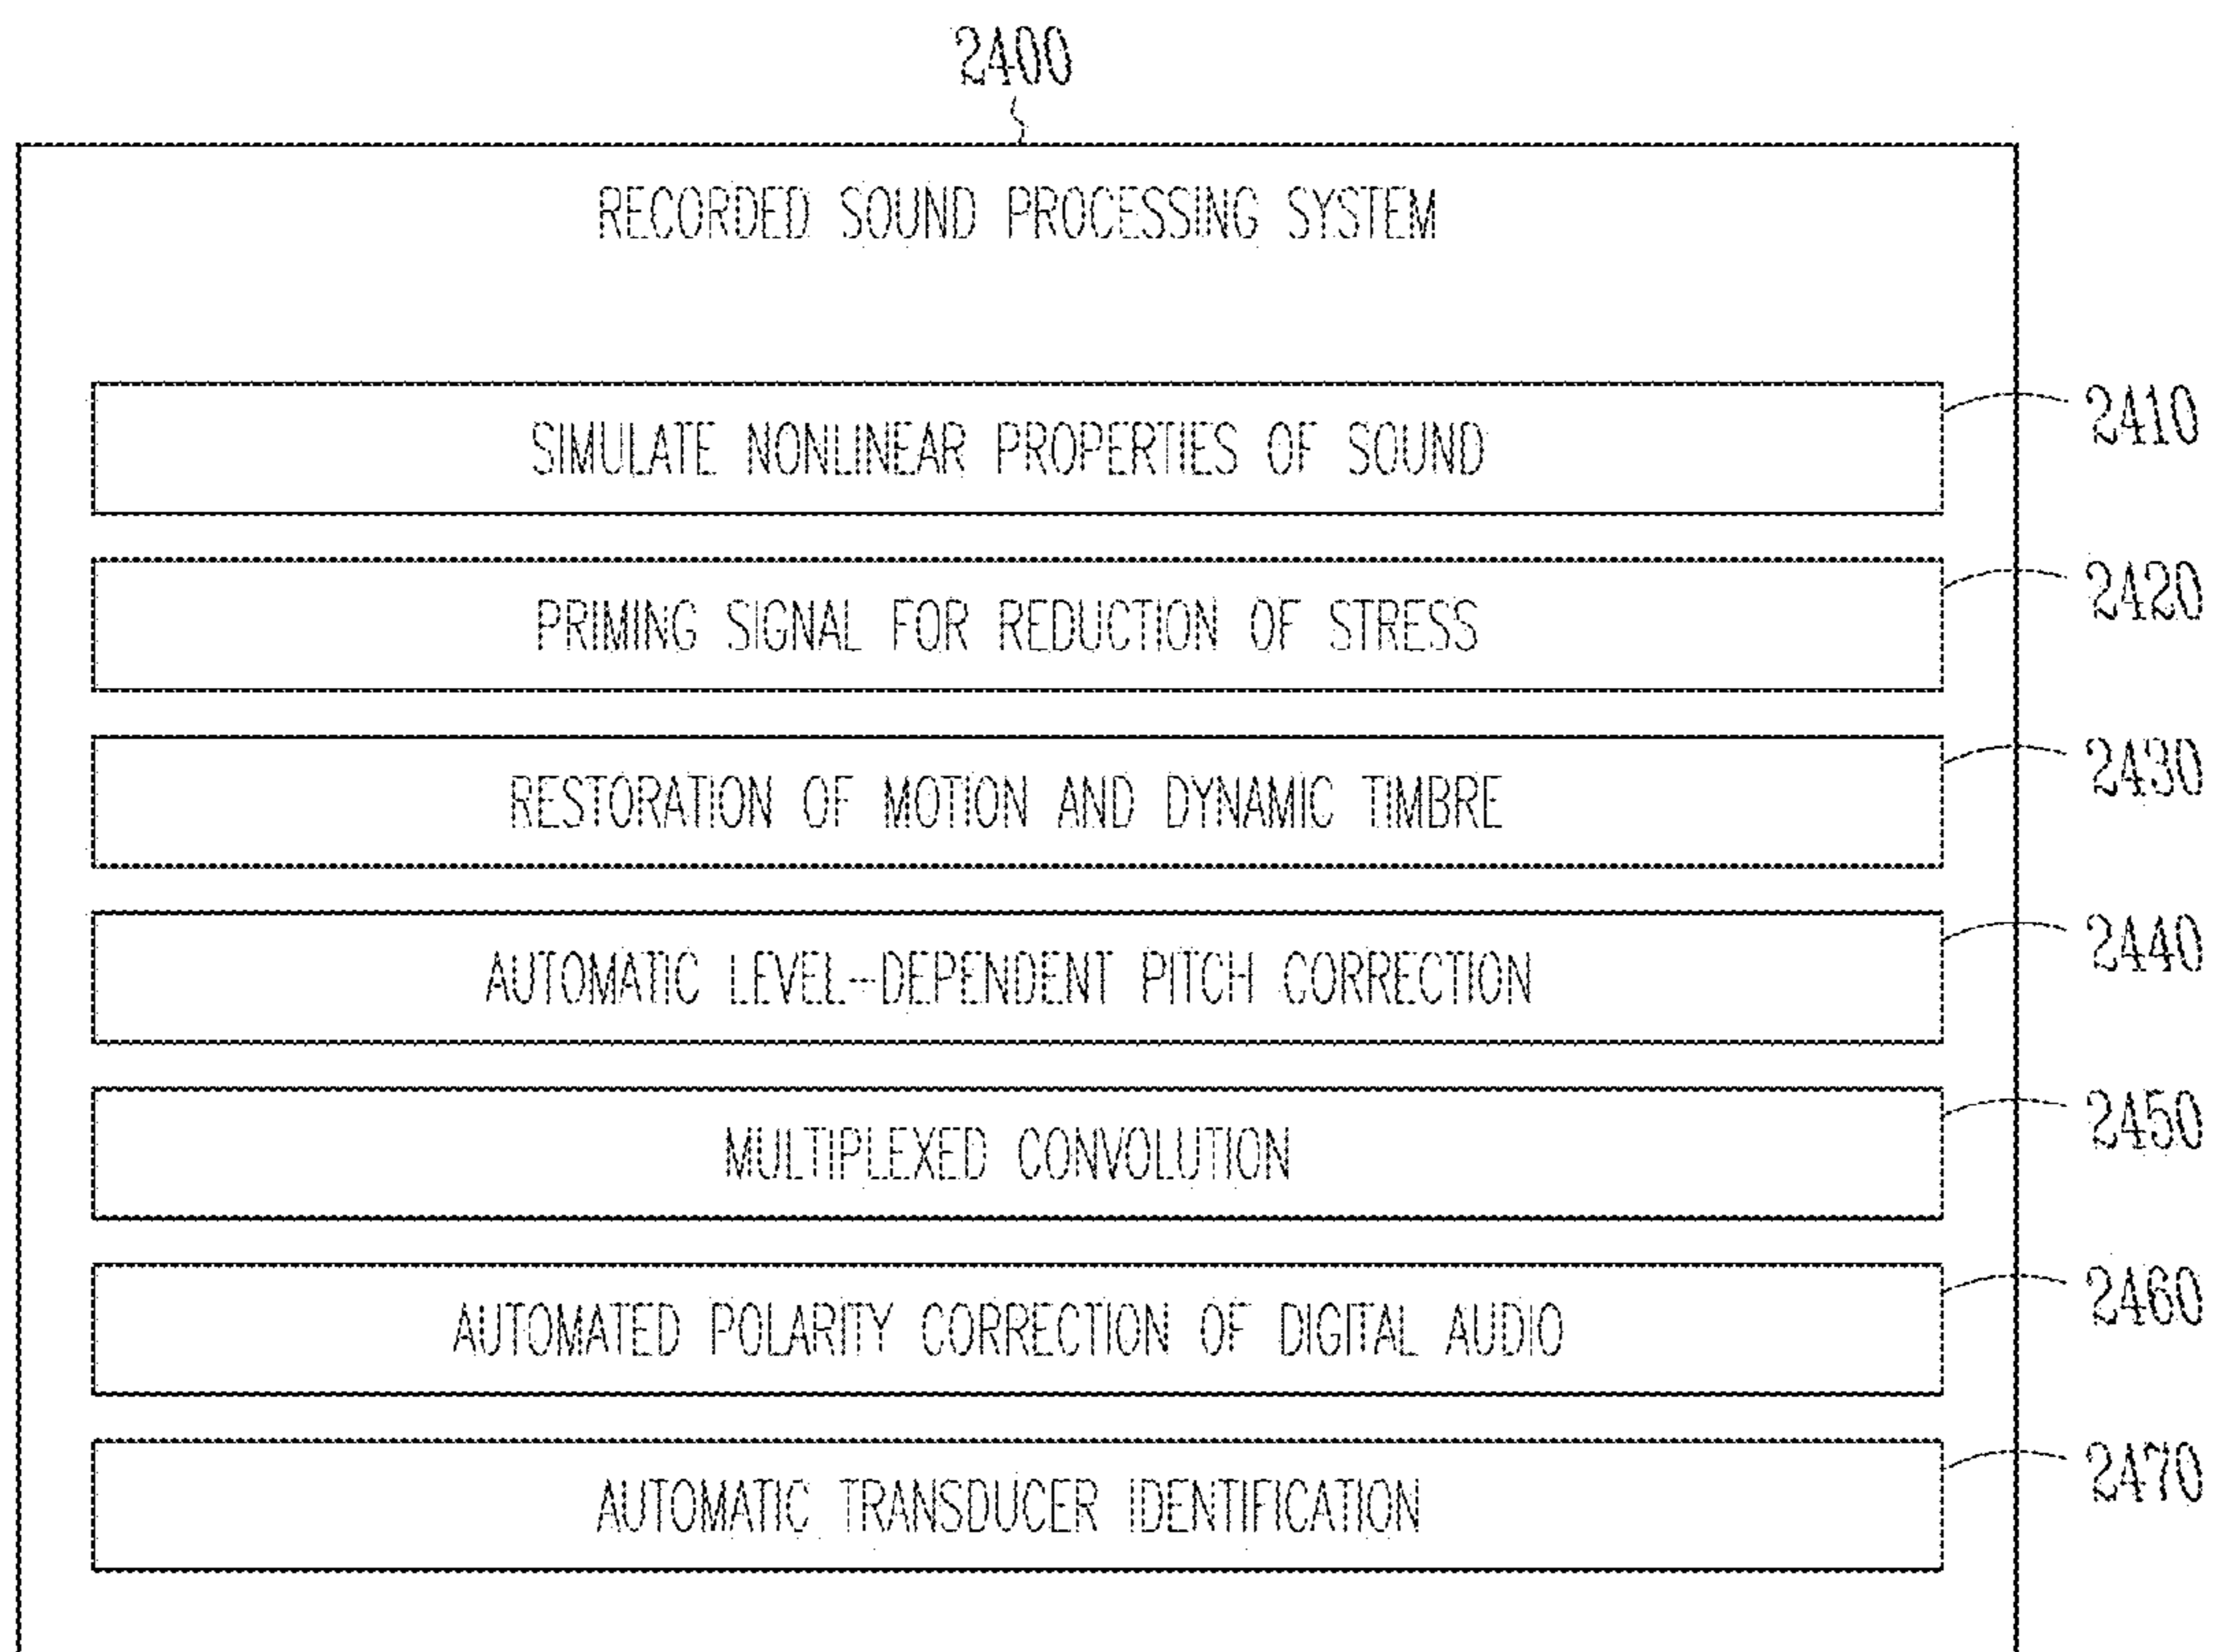 2400
RECORDED SOUND PROCESSING SYSTEM
SIMULATE NONLINEAR PROPERTIES OF SOUND
2410
PRIMING SIGNAL FOR REDUCTION OF STRESS
2420
RESTORATION OF MOTION AND DYNAMIC TIMBRE
2430
AUTOMATIC LEVEL-DEPENDENT PITCH CORRECTION
2440
MULTIPLEXED CONVOLUTION
2450
AUTOMATED POLARITY CORRECTION OF DIGITAL AUDIO
2460
AUTOMATIC TRANSDUCER IDENTIFICATION
2470